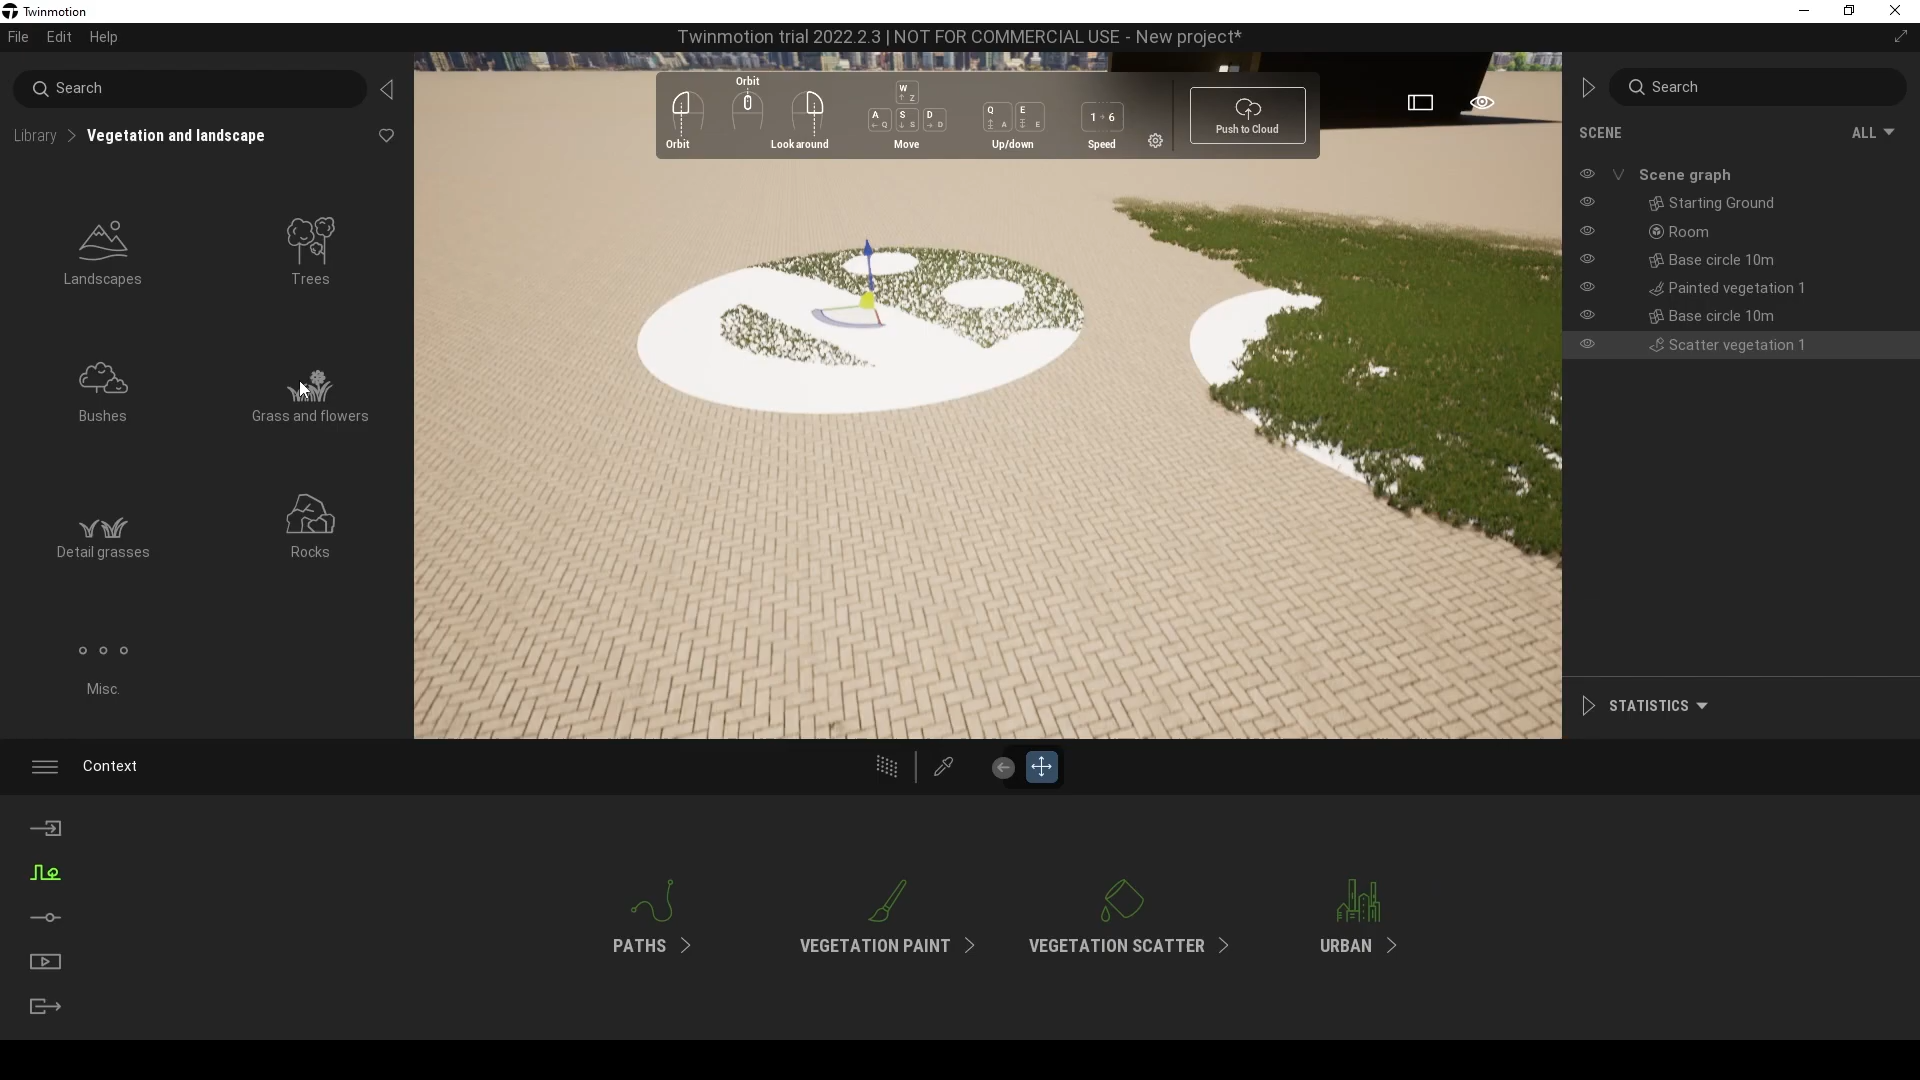 Twinmotion
File Edit Help
Twinmotion trial 2022.2.3 | NOT FOR COMMERCIAL USE - New project*
Search
Library > Vegetation and landscape
Landscapes
Trees
Bushes
Grass and flowers
Detail grasses
Rocks
Misc.
Orbit
Orbit
Look around
W
Z
A
Q
S
S
D
D
Move
Q
A
E
E
Up/down
1 6
Speed
Push to Cloud
Search
SCENE
ALL
Scene graph
Starting Ground
Room
Base circle 10m
Painted vegetation 1
Base circle 10m
Scatter vegetation 1
STATISTICS
Context
PATHS
VEGETATION PAINT
VEGETATION SCATTER
URBAN